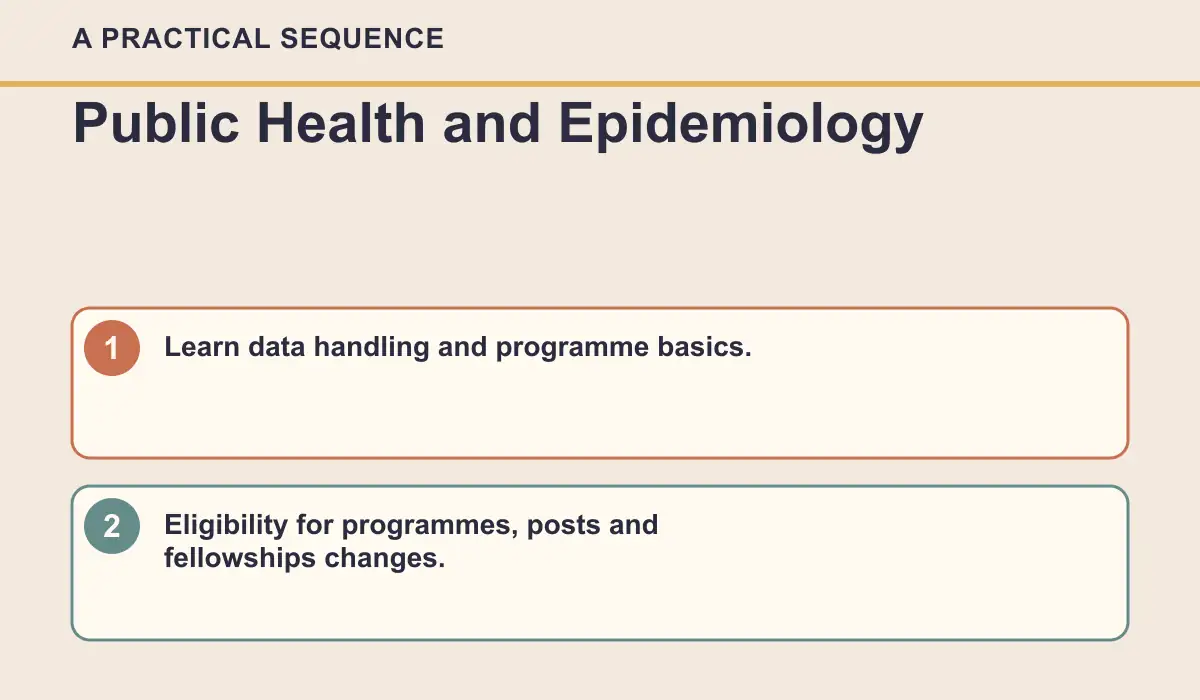 A PRACTICAL SEQUENCE
Public Health and Epidemiology
1
Learn data handling and programme basics.
2
Eligibility for programmes, posts and
fellowships changes.